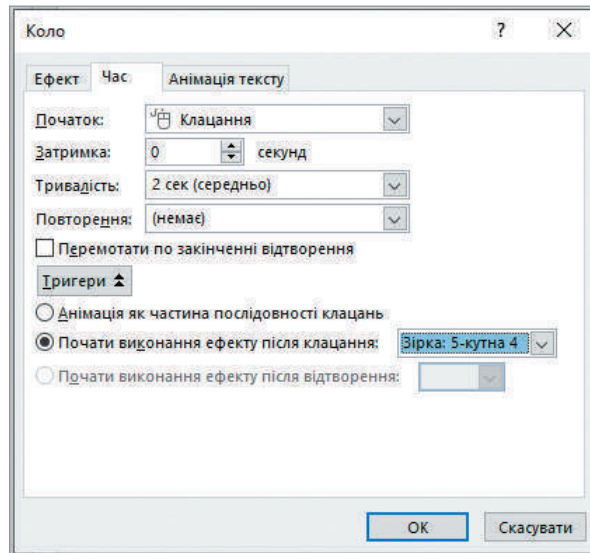 Коло ? ✕
Ефект Час Анімація тексту
Початок: Клацання
Затримка: 0 секунд
Тривалість: 2 сек (середньо)
Повторення: (немає)
Перемотати по закінченні відтворення
Тригери
Анімація як частина послідовності клацань
Почати виконання ефекту після клацання: Зірка: 5-кутна 4
Почати виконання ефекту після відтворення:
ОК Скасувати